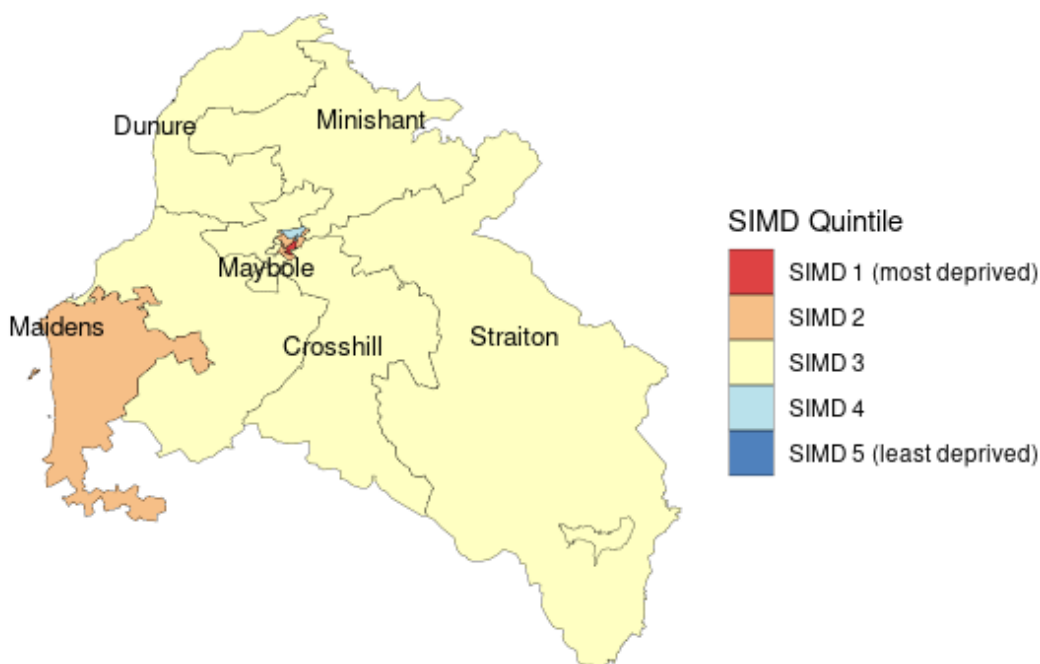 Dunure
Minishant
Maybole
Maidens
Crosshill
Straiton
SIMD Quintile
SIMD 1 (most deprived)
SIMD 2
SIMD 3
SIMD 4
SIMD 5 (least deprived)